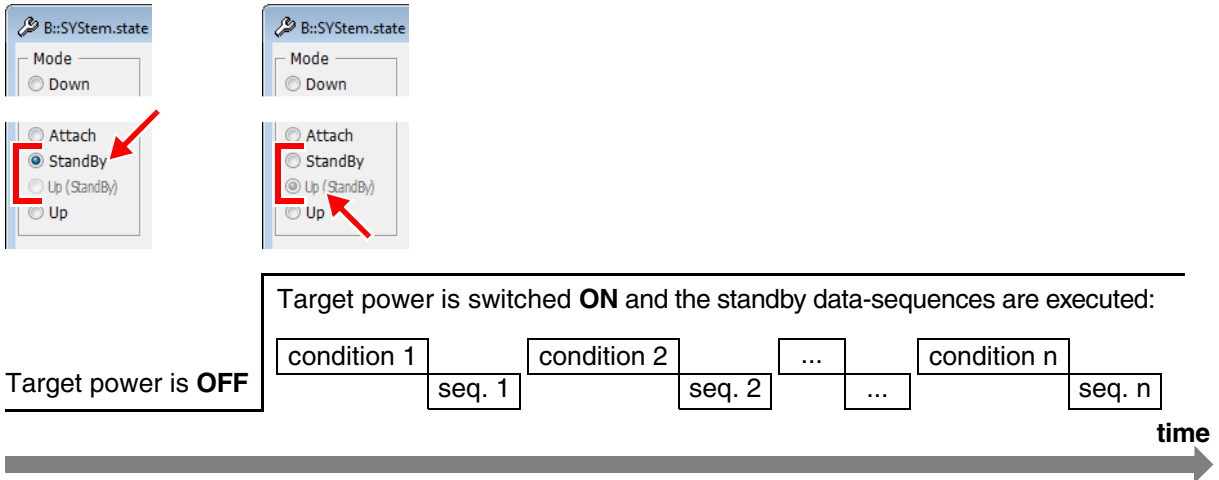 B::SYStem.state
Mode
Down
Attach
StandBy
Up (StandBy)
Up
B::SYStem.state
Mode
Down
Attach
StandBy
Up (StandBy)
Up
Target power is switched ON and the standby data-sequences are executed:
condition 1 condition 2 ... condition n
Target power is OFF
seq. 1 seq. 2 ... seq. n
time